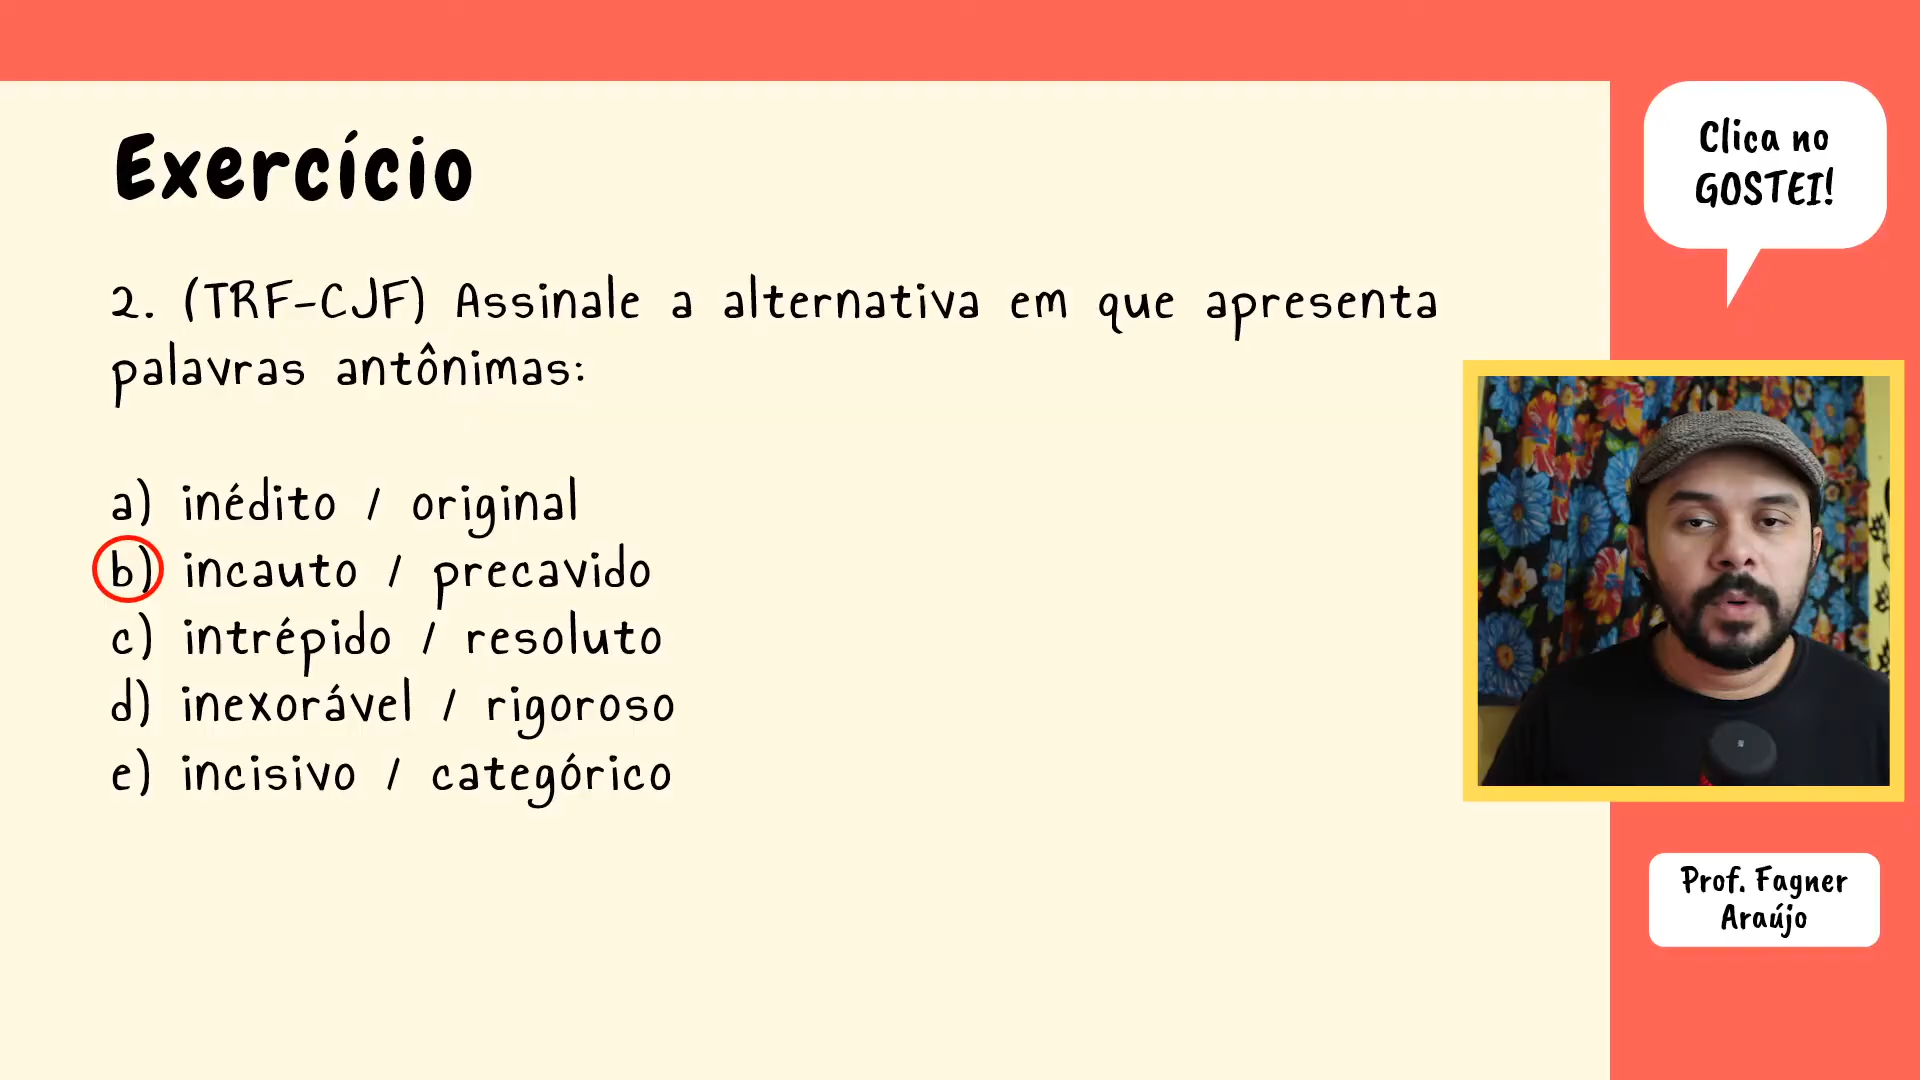 Exercício
2. (TRF-CJF) Assinale a alternativa em que apresenta
palavras antônimas:
a) inédito / original
b) incauto / precavido
c) intrépido / resoluto
d) inexorável / rigoroso
e) incisivo / categórico
Clica no
GOSTEI!
Prof. Fagner
Araújo